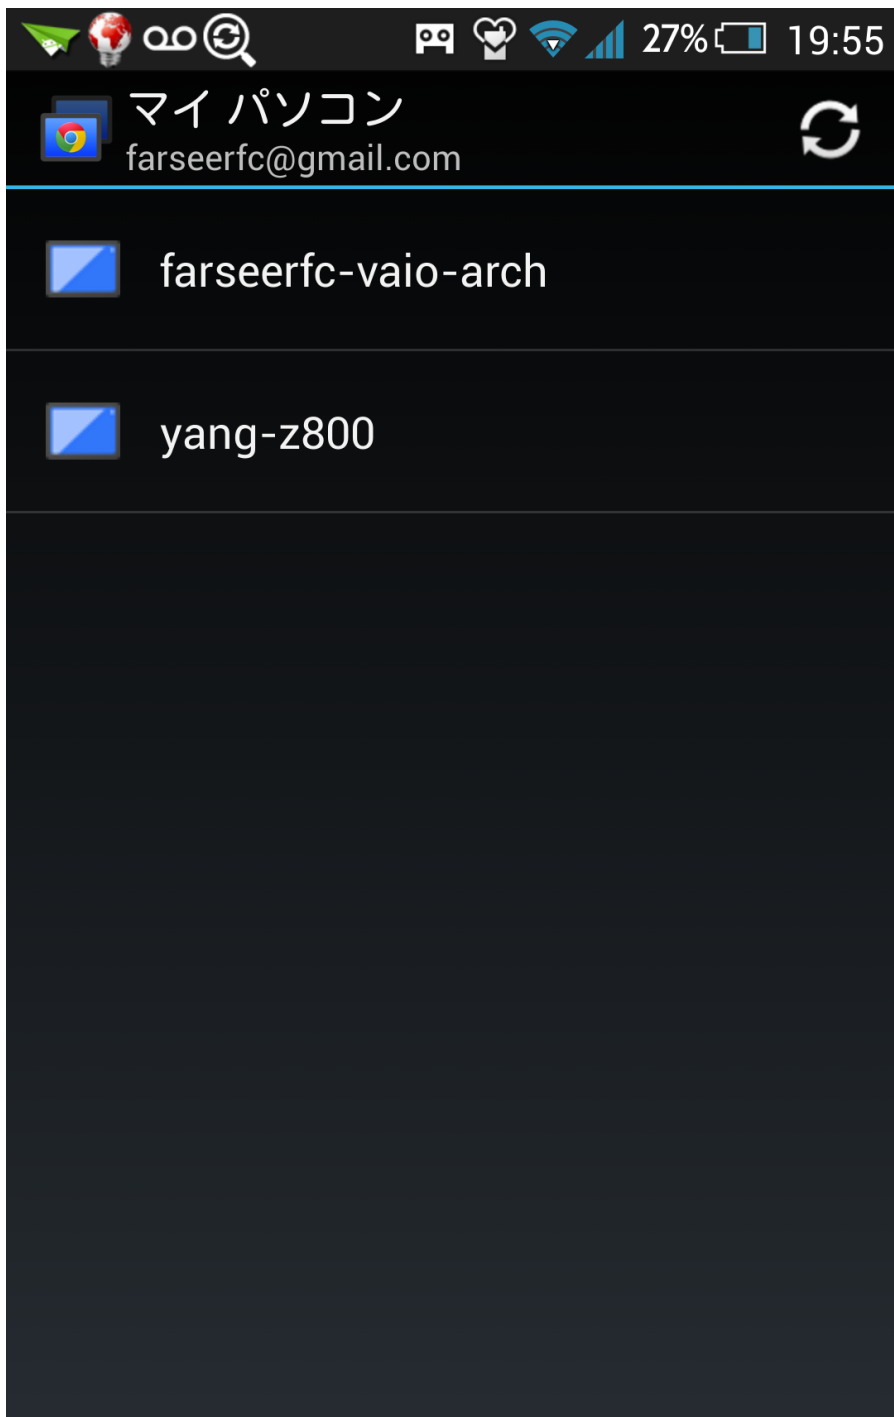 27% 19:55
マイ パソコン
farseerfc@gmail.com
farseerfc-vaio-arch
yang-z800